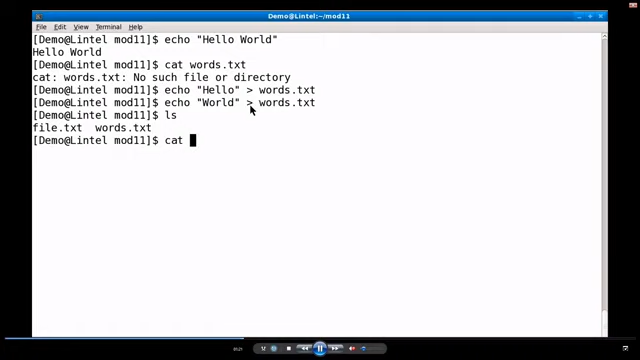 Demo@Lintel:~/mod11
File Edit View Terminal Help
[Demo@Lintel mod11]$ echo "Hello World"
Hello World
[Demo@Lintel mod11]$ cat words.txt
cat: words.txt: No such file or directory
[Demo@Lintel mod11]$ echo "Hello" > words.txt
[Demo@Lintel mod11]$ echo "World" > words.txt
[Demo@Lintel mod11]$ ls
file.txt  words.txt
[Demo@Lintel mod11]$ cat